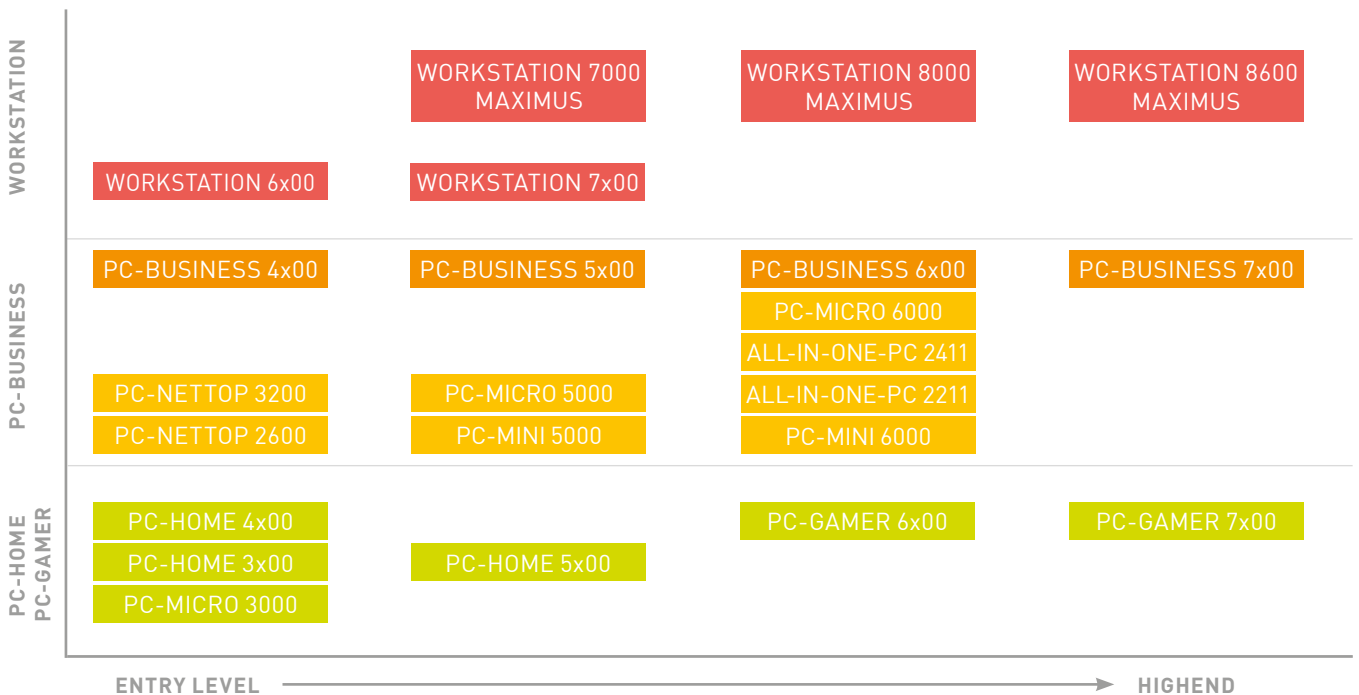 WORKSTATION
WORKSTATION 7000
MAXIMUS
WORKSTATION 8000
MAXIMUS
WORKSTATION 8600
MAXIMUS
WORKSTATION 6x00
WORKSTATION 7x00
PC-BUSINESS
PC-BUSINESS 4x00
PC-BUSINESS 5x00
PC-BUSINESS 6x00
PC-BUSINESS 7x00
PC-MICRO 6000
ALL-IN-ONE-PC 2411
PC-NETTOP 3200
PC-MICRO 5000
ALL-IN-ONE-PC 2211
PC-NETTOP 2600
PC-MINI 5000
PC-MINI 6000
PC-HOME
PC-GAMER
PC-HOME 4x00
PC-GAMER 6x00
PC-GAMER 7x00
PC-HOME 3x00
PC-HOME 5x00
PC-MICRO 3000
ENTRY LEVEL
HIGHEND